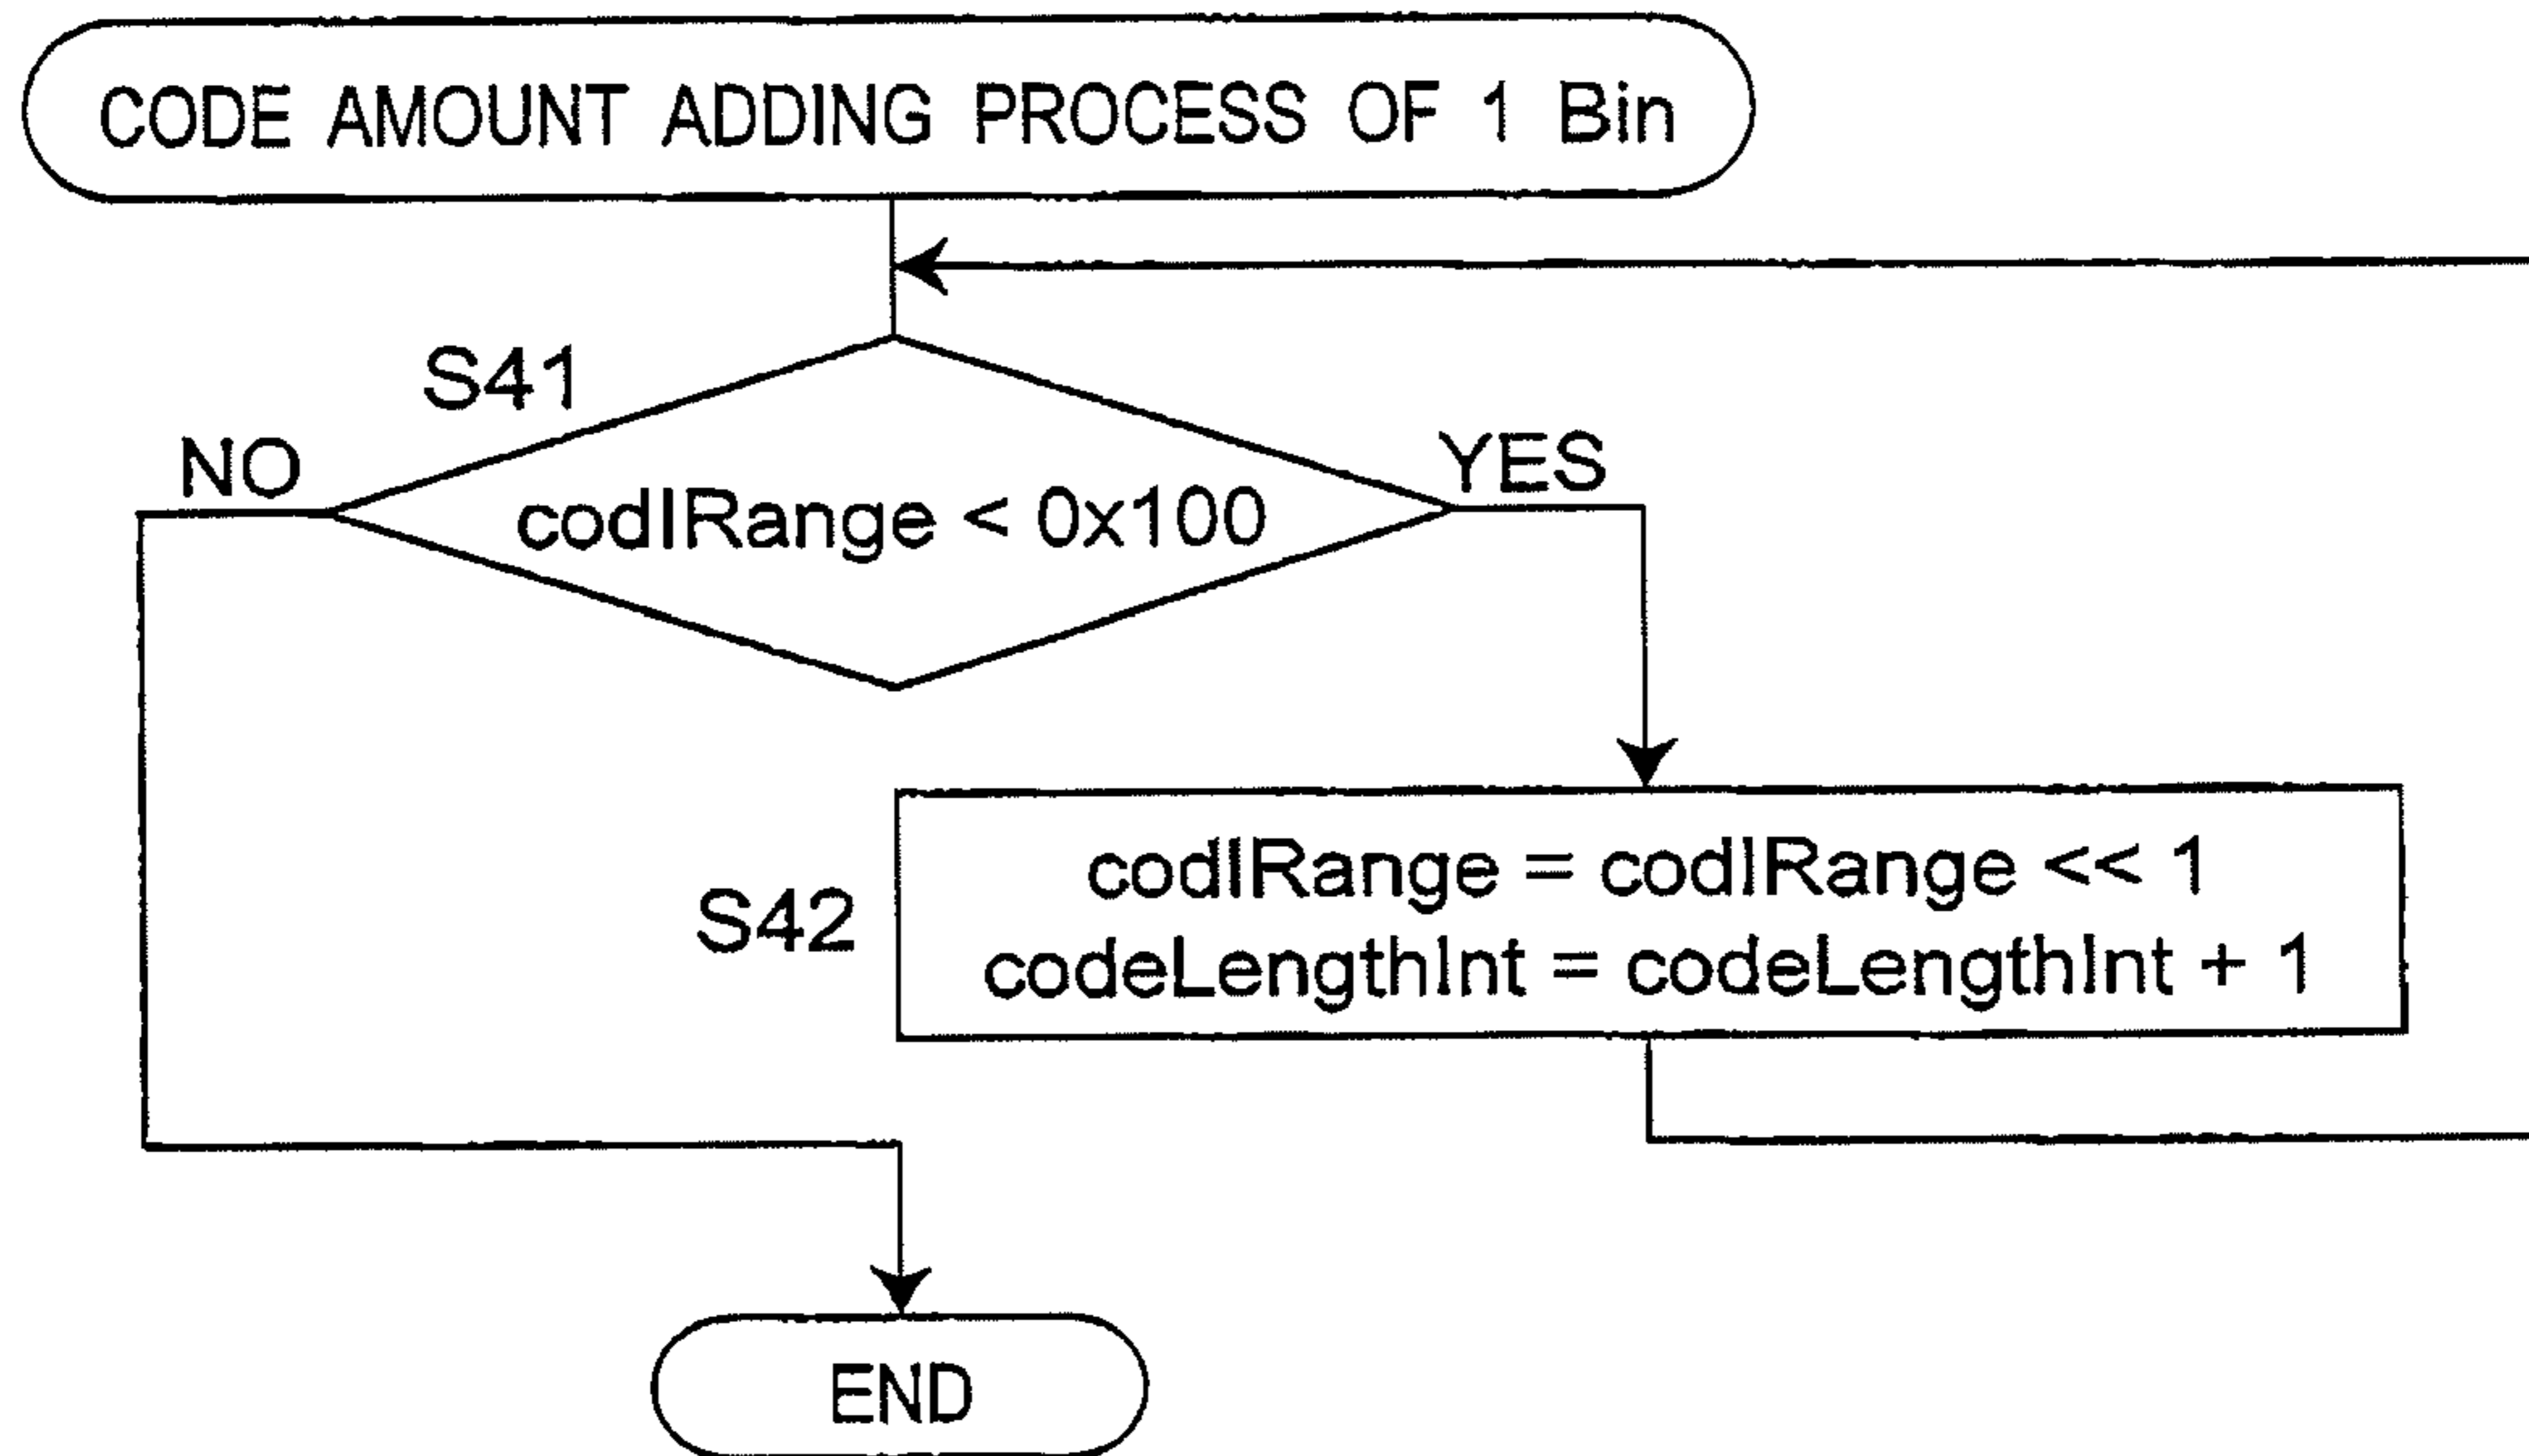 CODE AMOUNT ADDING PROCESS OF 1 Bin
S41
NO
YES
codIRange < 0x100
S42
codIRange = codIRange << 1
codeLengthInt = codeLengthInt + 1
END